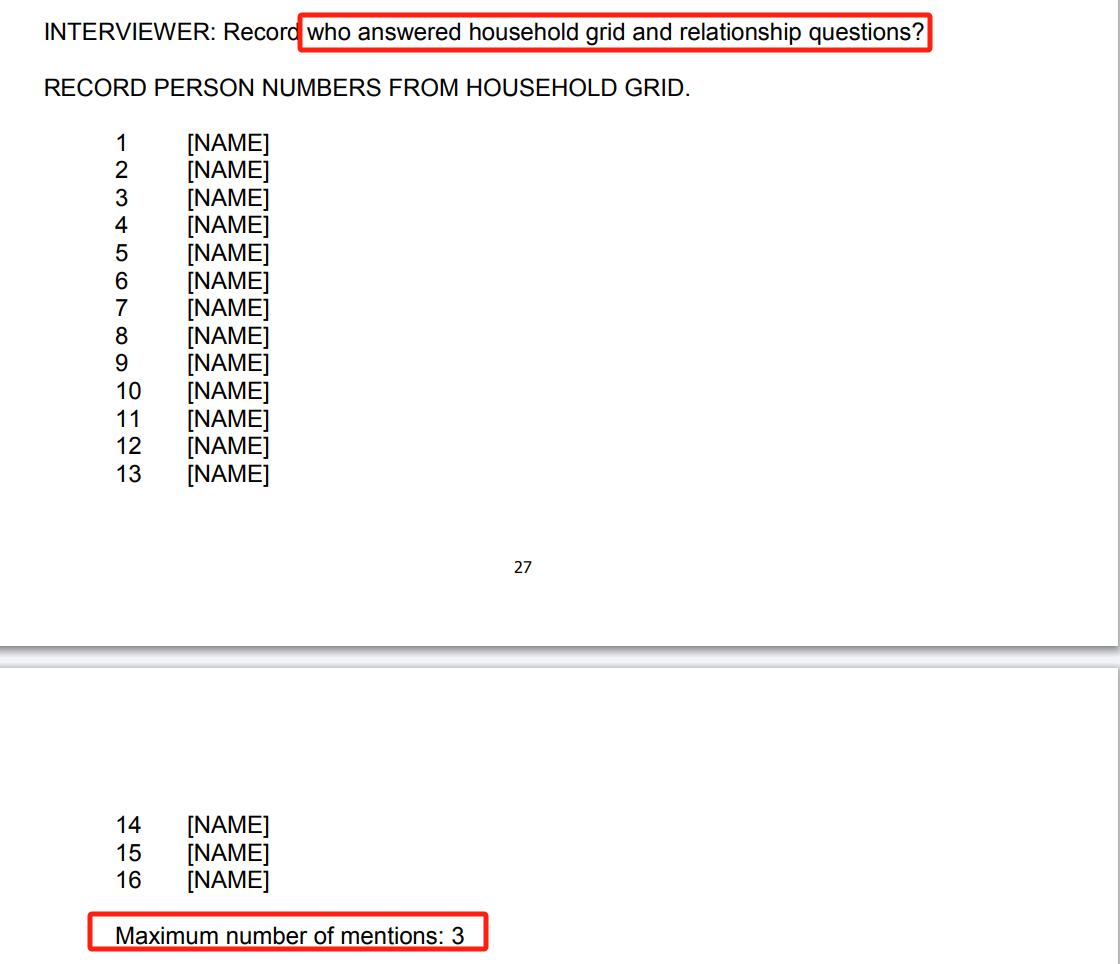 INTERVIEWER: Record who answered household grid and relationship questions?
RECORD PERSON NUMBERS FROM HOUSEHOLD GRID.
1 [NAME]
2 [NAME]
3 [NAME]
4 [NAME]
5 [NAME]
6 [NAME]
7 [NAME]
8 [NAME]
9 [NAME]
10 [NAME]
11 [NAME]
12 [NAME]
13 [NAME]
27
14 [NAME]
15 [NAME]
16 [NAME]
Maximum number of mentions: 3